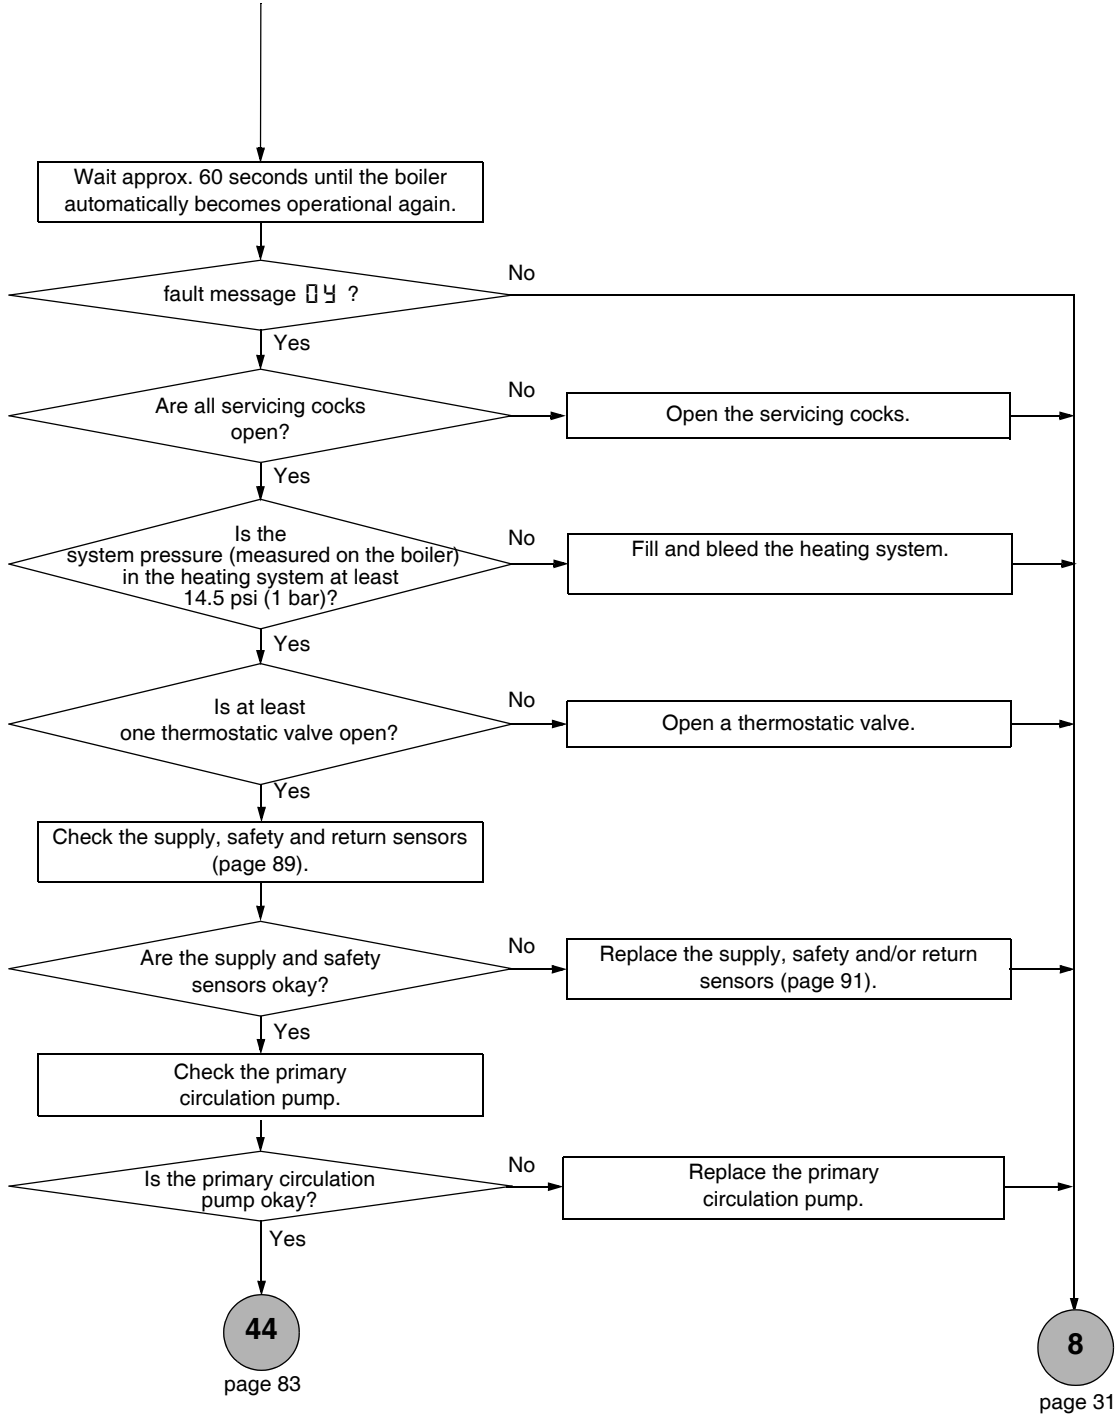 Wait approx. 60 seconds until the boiler
automatically becomes operational again.
No
fault message 04 ?
Yes
No
Are all servicing cocks
open?
Open the servicing cocks.
Yes
Is the
system pressure (measured on the boiler)
in the heating system at least
14.5 psi (1 bar)?
No
Fill and bleed the heating system.
Yes
Is at least
one thermostatic valve open?
No
Open a thermostatic valve.
Yes
Check the supply, safety and return sensors
(page 89).
No
Are the supply and safety
sensors okay?
Replace the supply, safety and/or return
sensors (page 91).
Yes
Check the primary
circulation pump.
No
Is the primary circulation
pump okay?
Replace the primary
circulation pump.
Yes
44
page 83
8
page 31